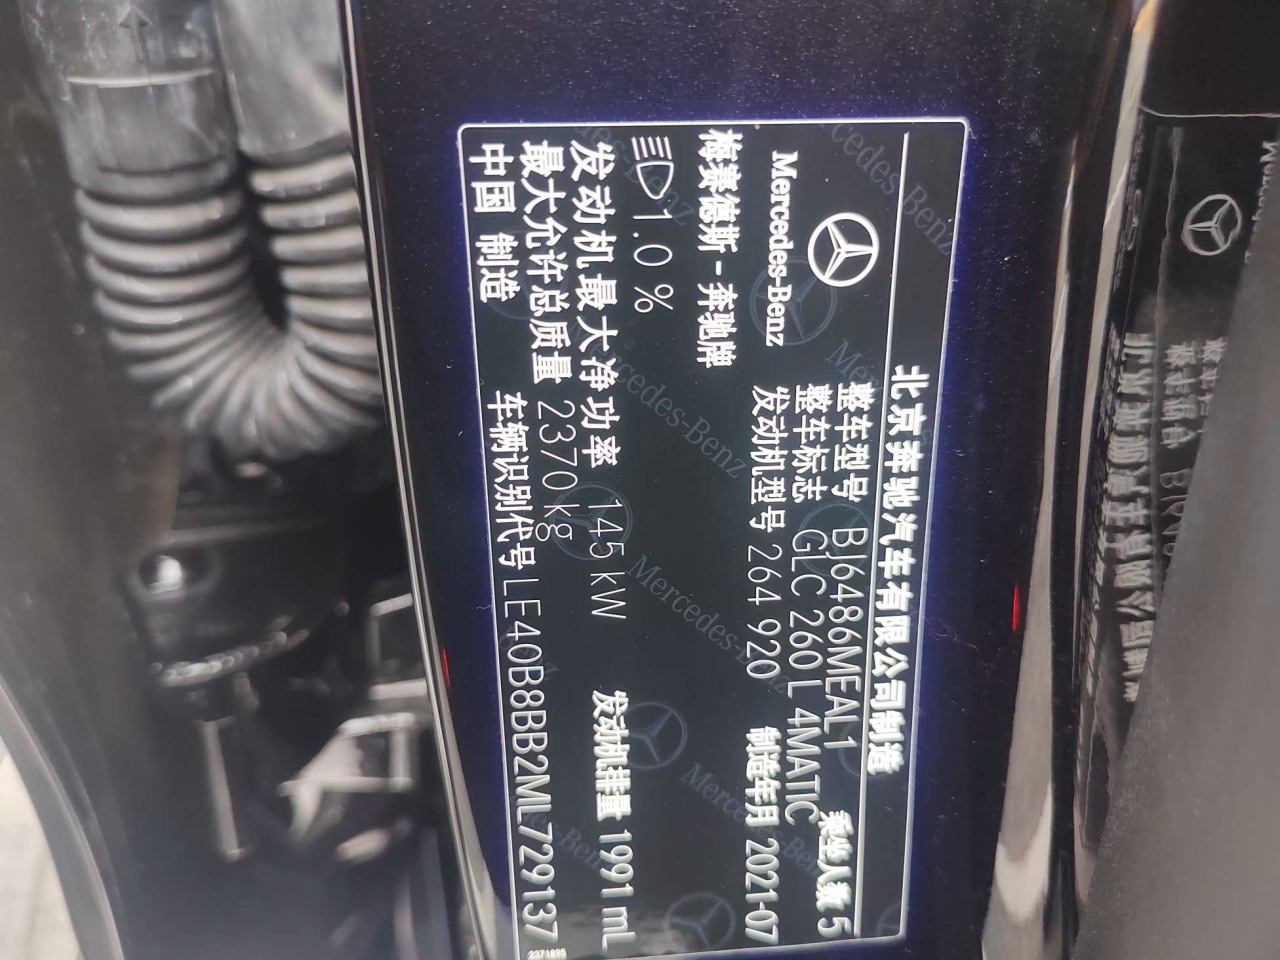 北京奔驰汽车有限公司制造
Mercedes-Benz
整车型号 BJ6486MEAL1
整车标志 GLC 260 L 4MATIC 乘坐人数 5
梅赛德斯-奔驰牌 发动机型号 264 920 制造年月 2021-07
1.0 %
发动机最大净功率 145 kW 发动机排量 1991 mL
最大允许总质量 2370kg
中国 制造 车辆识别代号 LE40B8BB2ML729137
2371895